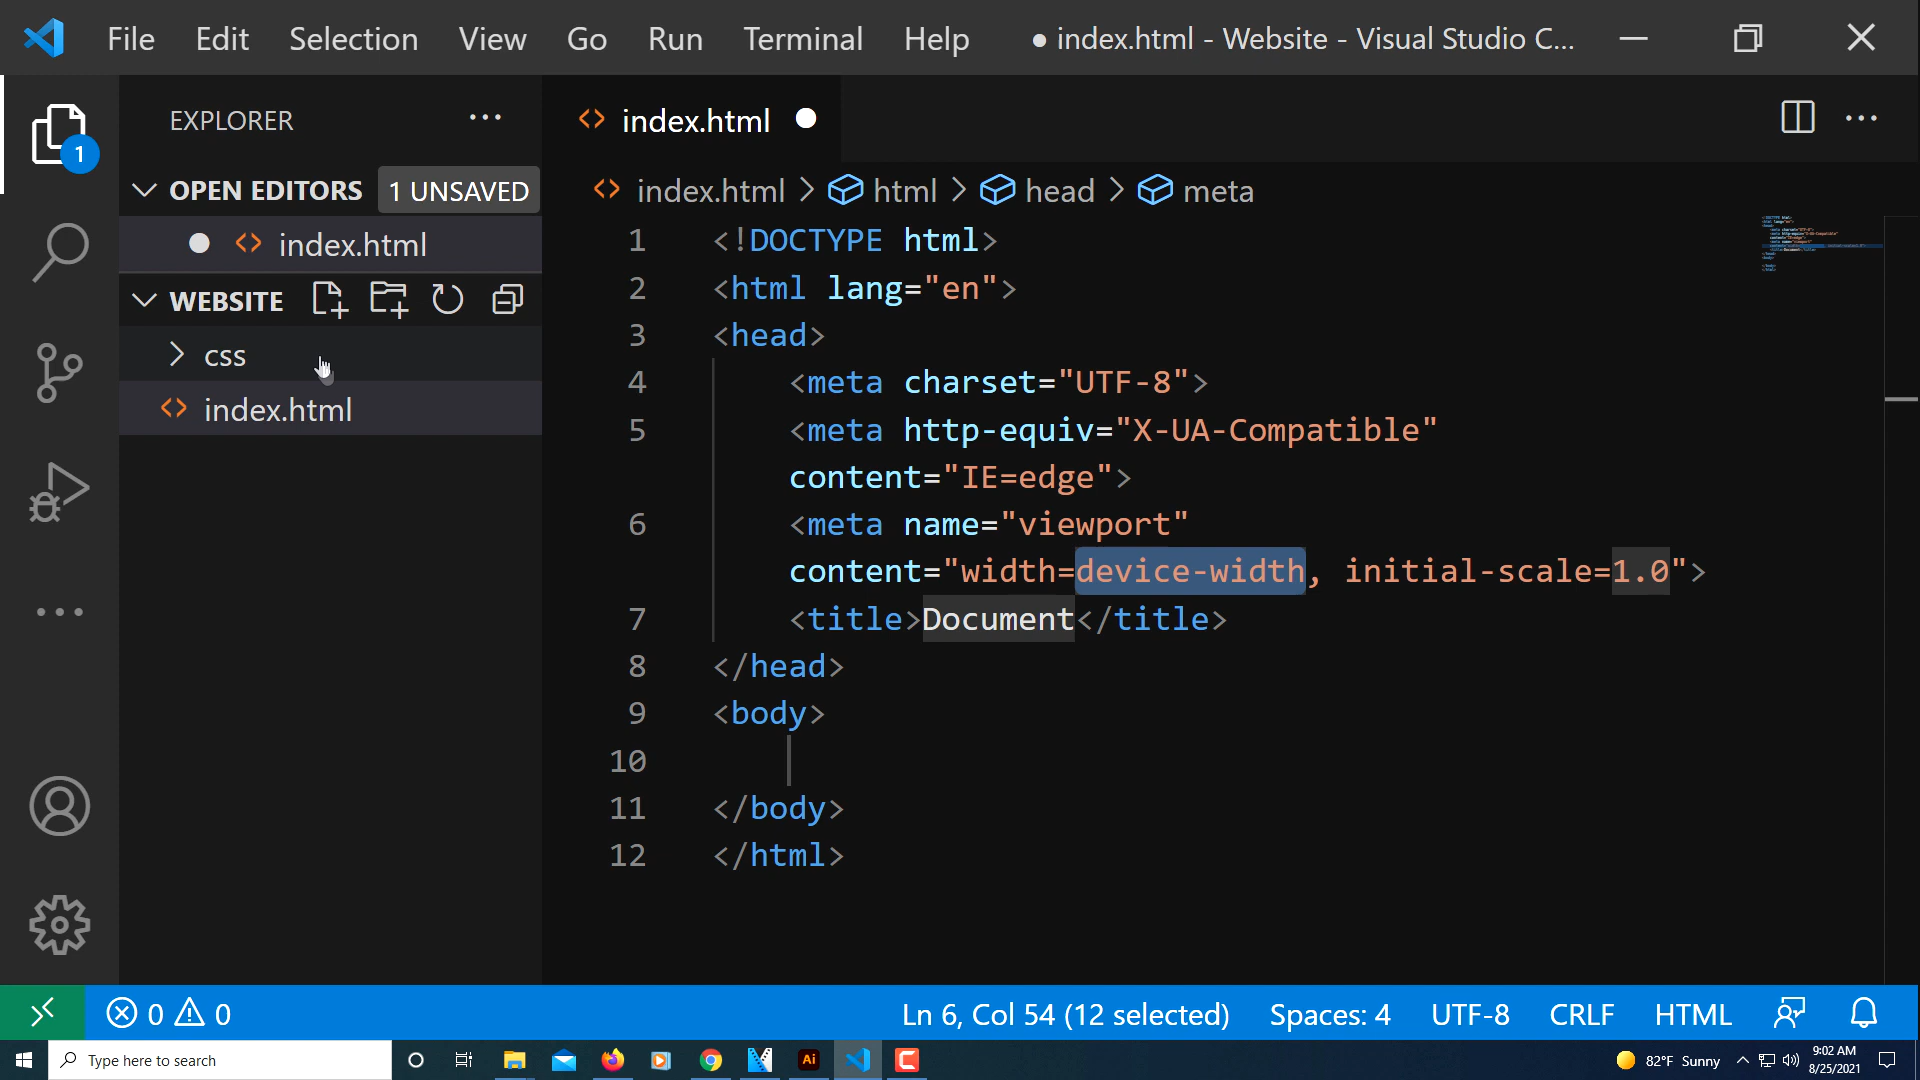 File Edit Selection View Go Run Terminal Help ● index.html - Website - Visual Studio C...
EXPLORER
1
OPEN EDITORS 1 UNSAVED
index.html
WEBSITE
css
index.html
index.html
index.html > html > head > meta
1 <!DOCTYPE html>
2 <html lang="en">
3 <head>
4 <meta charset="UTF-8">
5 <meta http-equiv="X-UA-Compatible"
content="IE=edge">
6 <meta name="viewport"
content="width=device-width, initial-scale=1.0">
7 <title>Document</title>
8 </head>
9 <body>
10
11 </body>
12 </html>
0 0 Ln 6, Col 54 (12 selected) Spaces: 4 UTF-8 CRLF HTML
Type here to search
Ai
82°F Sunny
9:02 AM
8/25/2021